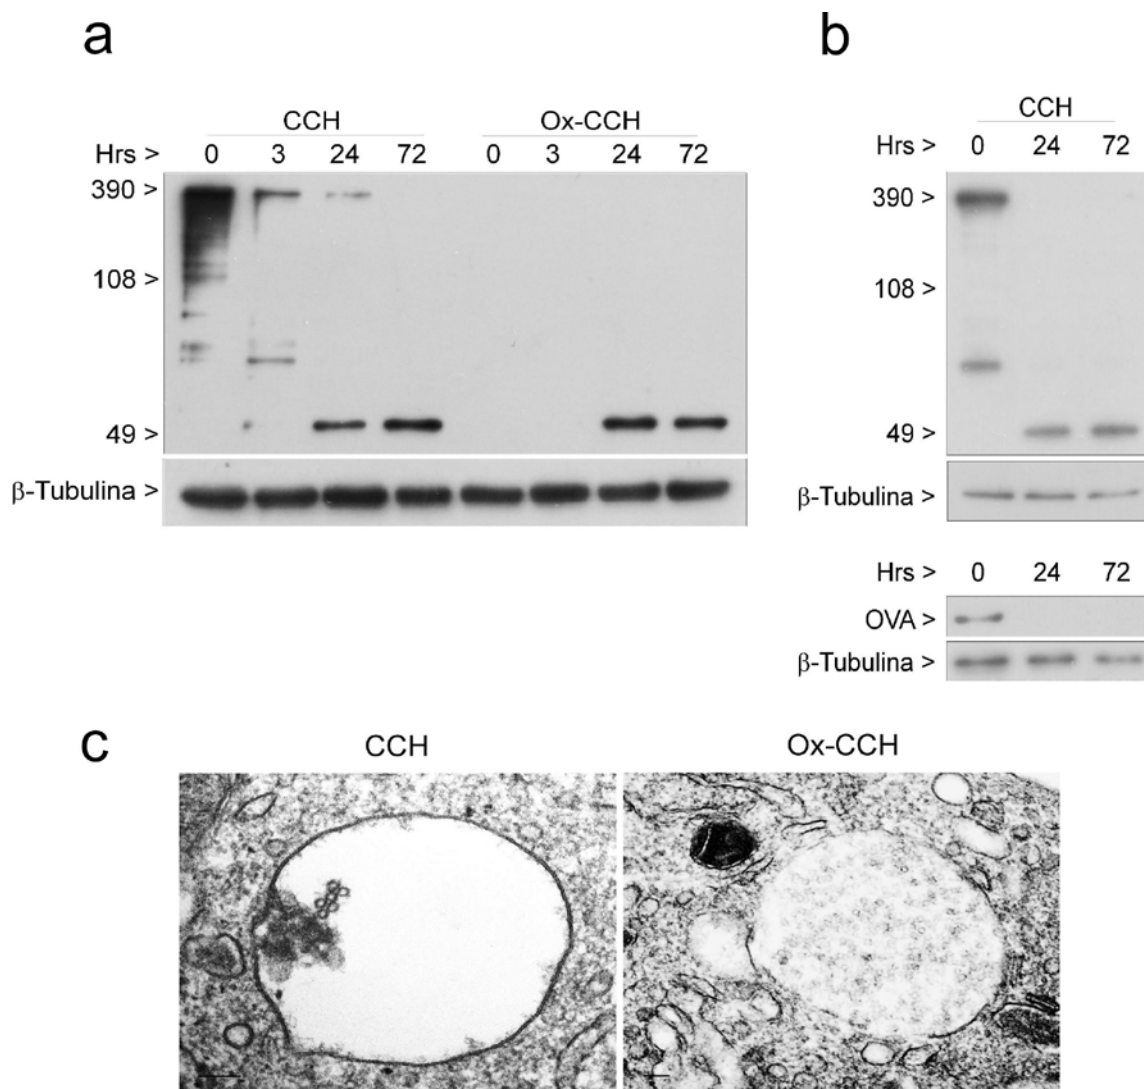 a
CCH Ox-CCH
Hrs > 0 3 24 72 0 3 24 72
390 >
108 >
49 >
β-Tubulina >
b
CCH
Hrs > 0 24 72
390 >
108 >
49 >
β-Tubulina >
Hrs > 0 24 72
OVA >
β-Tubulina >
c
CCH Ox-CCH